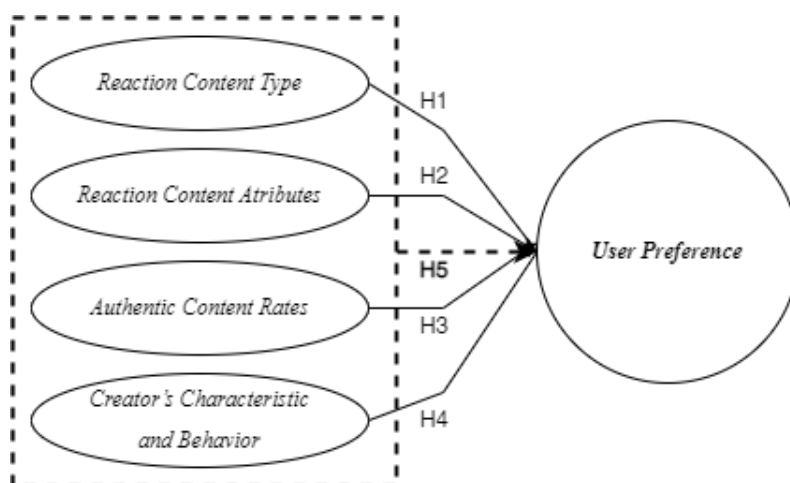 Reaction Content Type
H1
Reaction Content Atributes
H2
User Preference
H5
Authentic Content Rates
H3
Creator's Characteristic
and Behavior
H4